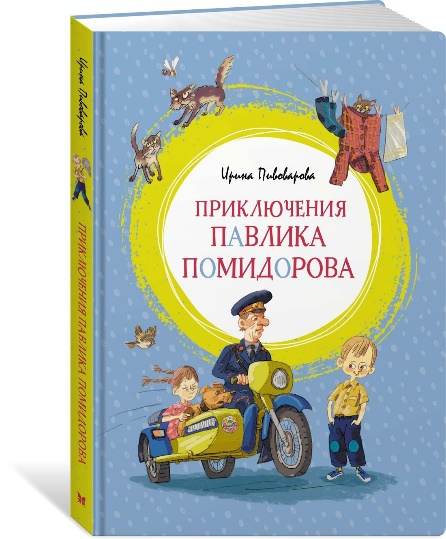 Ирина Пивоварова
ПРИКЛЮЧЕНИЯ
ПАВЛИКА
ПОМИДОРОВА
Ирина Пивоварова
ПРИКЛЮЧЕНИЯ ПАВЛИКА ПОМИДОРОВА